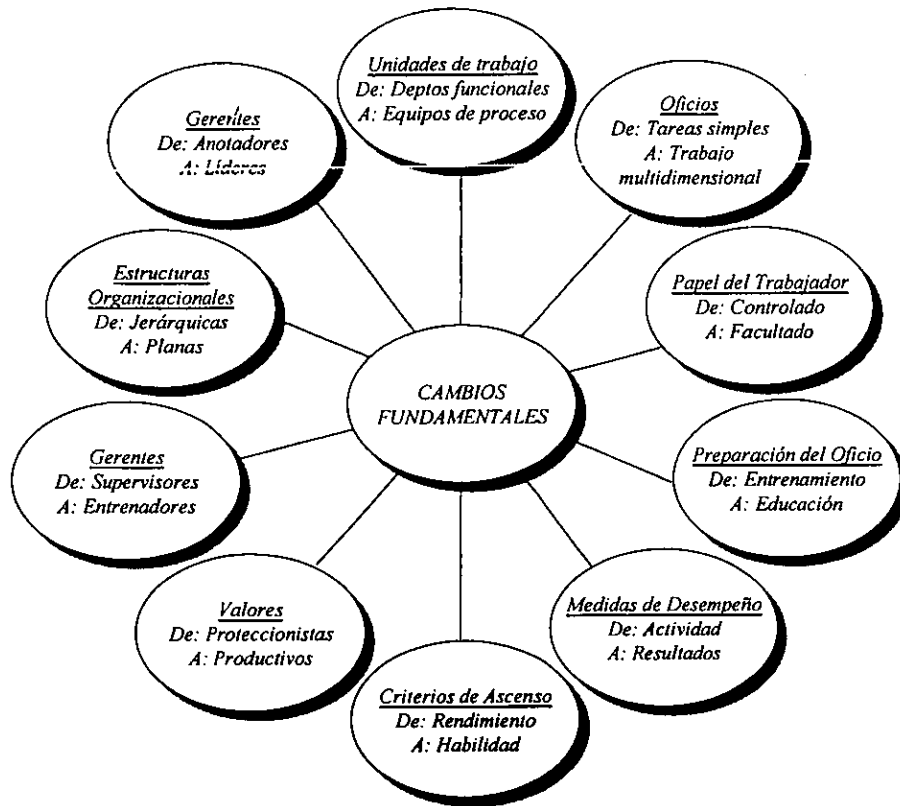 Unidades de trabajo
De: Deptos funcionales
A: Equipos de proceso
Oficios
De: Tareas simples
A: Trabajo
multidimensional
Papel del Trabajador
De: Controlado
A: Facultado
Preparación del Oficio
De: Entrenamiento
A: Educación
Medidas de Desempeño
De: Actividad
A: Resultados
Criterios de Ascenso
De: Rendimiento
A: Habilidad
Valores
De: Proteccionistas
A: Productivos
Gerentes
De: Supervisores
A: Entrenadores
Estructuras
Organizacionales
De: Jerárquicas
A: Planas
Gerentes
De: Anotadores
A: Líderes
CAMBIOS
FUNDAMENTALES